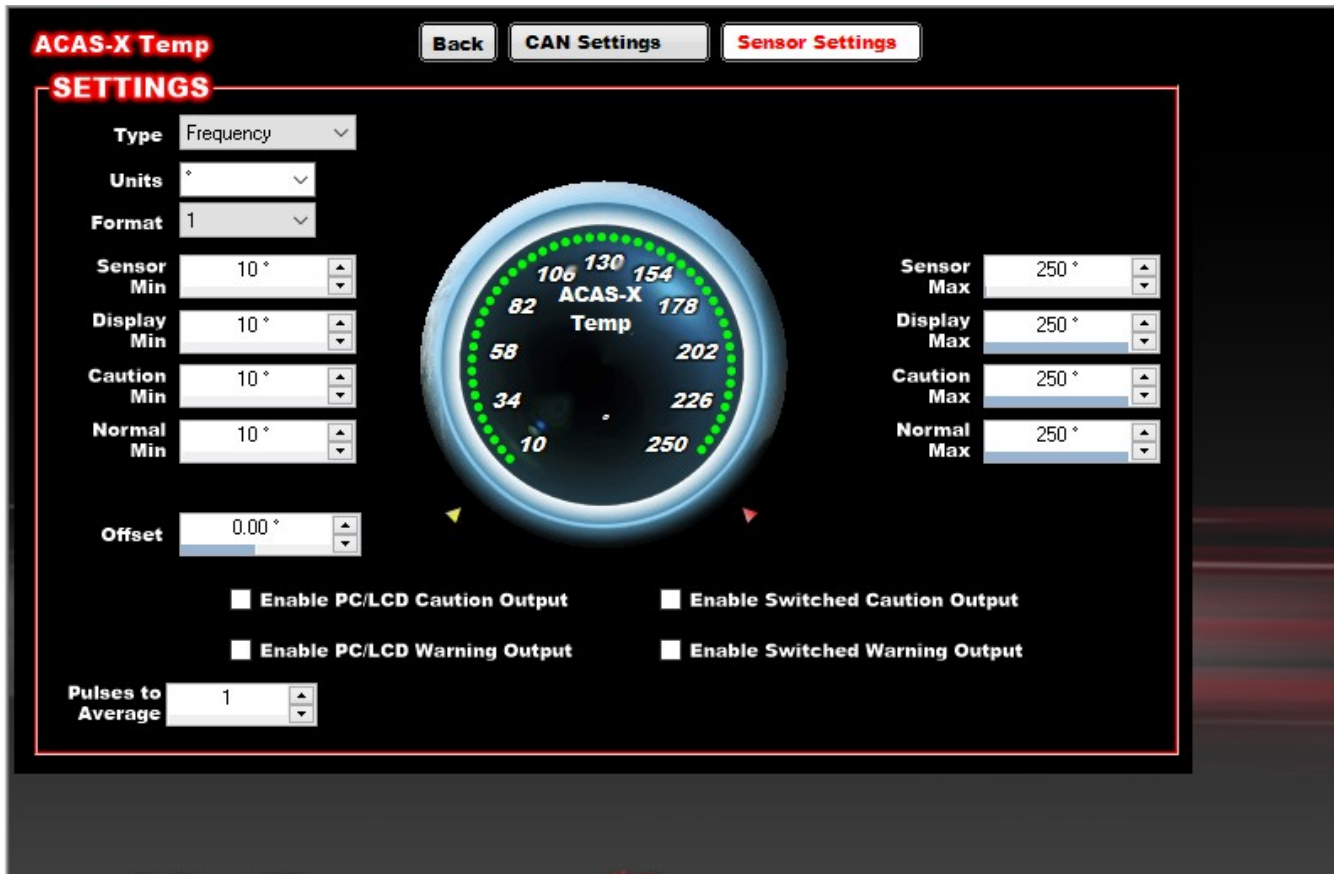 ACAS-X Temp
Back
CAN Settings
Sensor Settings
SETTINGS
Type
Frequency
Units
°
Format
1
Sensor
Min
10 °
Display
Min
10 °
Caution
Min
10 °
Normal
Min
10 °
Offset
0.00 °
130
106
154
ACAS-X
Temp
82
178
58
202
34
226
°
10
250
Sensor
Max
250 °
Display
Max
250 °
Caution
Max
250 °
Normal
Max
250 °
Enable PC/LCD Caution Output
Enable Switched Caution Output
Enable PC/LCD Warning Output
Enable Switched Warning Output
Pulses to
Average
1